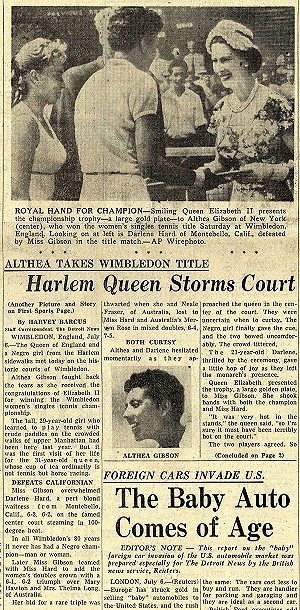 ROYAL HAND FOR CHAMPION—Smiling Queen Elizabeth II presents
the championship trophy—a large gold plate—to Althea Gibson of New York
(center), who won the women's singles tennis title Saturday at Wimbledon,
England. Looking on at left is Darlene Hard of Montebello, Calif., defeated
by Miss Gibson in the title match.—AP Wirephoto.
ALTHEA TAKES WIMBLEDON TITLE
Harlem Queen Storms Court
(Another Picture and Story
on First Sports Page.)
By HARVEY BARCUS
Staff Correspondent, The Detroit News
WIMBLEDON, England, July
6.—The Queen of England and
a Negro girl from the Harlem
sidewalks met today on the his-
toric courts of Wimbledon.
Althea Gibson fought back
the tears as she received the
congratulations of Elizabeth II
for winning the Wimbledon
women's singles tennis cham-
pionship.
The tall, 29-year-old girl who
learned to play tennis with
crude paddles on the crowded
walks of upper Manhattan had
been here last year. But it
was the first visit of her life
for the 31-year-old queen,
whose cup of tea ordinarily is
not tennis, but horse racing.
DEFEATS CALIFORNIAN
Miss Gibson overwhelmed
Darlene Hard, a pert blond
waitress from Montebello,
Calif., 6-3, 6-2, on the famed
center court steaming in 100-
degree heat.
In all Wimbledon's 80 years
it never has had a Negro cham-
pion—man or woman.
Later Miss Gibson teamed
with Miss Hard to add the
women's doubles crown with a
6-1, 6-2 triumph over Mary
Hawton and Mrs. Thelma Long,
of Australia.
Her bid for a rare triple was
thwarted when she and Neale
Fraser, of Australia, lost to
Miss Hard and Australia's Mer-
vyn Rose in mixed doubles, 6-4,
7-5.
BOTH CURTSY
Althea and Darlene hesitated
momentarily as they ap-
ALTHEA GIBSON
proached the queen in the cen-
ter of the court. They were
uncertain when to curtsy. The
Negro girl finally gave the cue,
and the two bowed uncomfor-
ably. The crowd tittered.
The 21-year-old Darlene,
thrilled by the ceremony, gave
a little hop of joy as they left
the monarch's presence.
Queen Elizabeth presented
the trophy, a large golden plate,
to Miss Gibson. She shook
hands with both the champion
and Miss Hard.
"It was very hot in the
stands," the queen said, "so I'm
sure it must have been terribly
hot on the court."
The two players agreed. So
(Concluded on Page 2)
FOREIGN CARS INVADE U.S.
The Baby Auto
Comes of Age
EDITOR'S NOTE — This report on the "baby"
foreign car invasion of the U.S. automobile market was
prepared especially for The Detroit News by the British
news service, Reuters.
LONDON, July 6.—(Reuters)
—Europe has struck gold in
selling "baby" automobiles to
the United States, and the rush
the same: The cars cost less to
buy and run. They are handier
for parking and garaging and
they are ideal as a second car